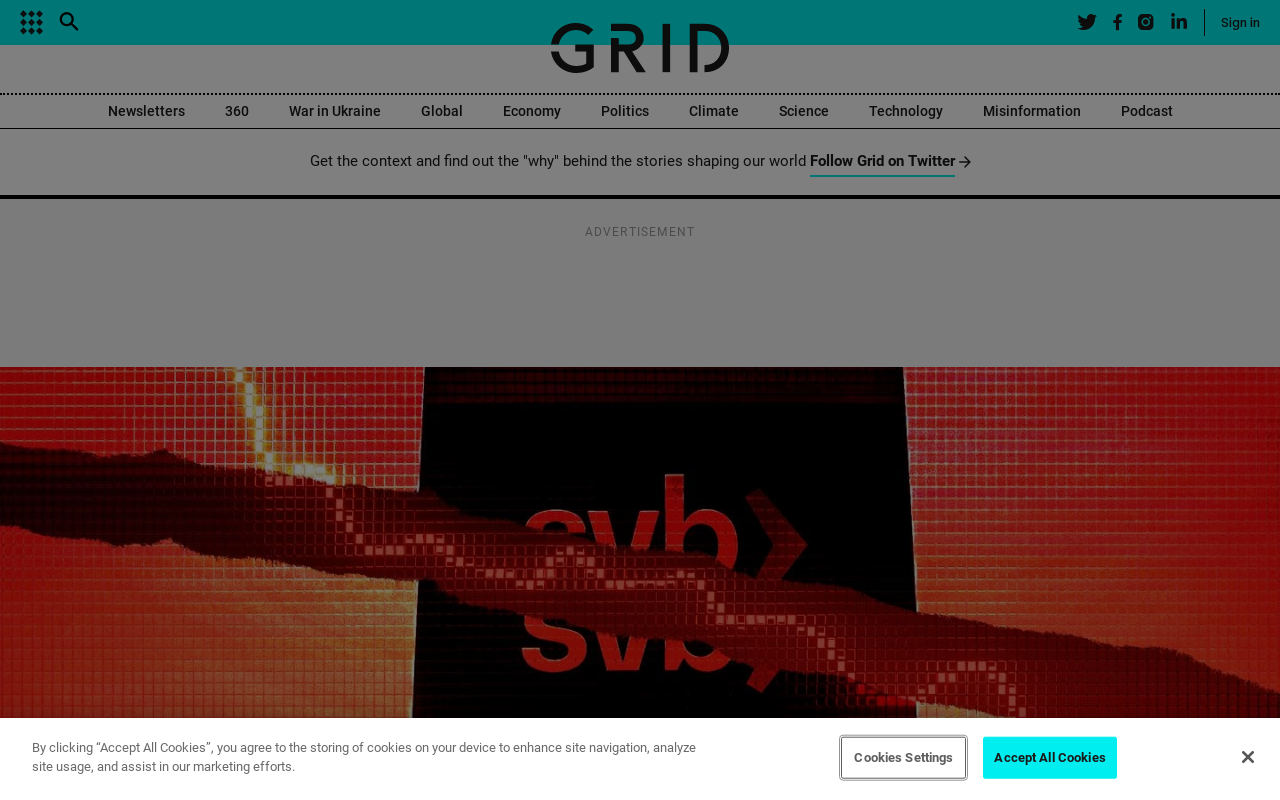 GRID
Sign in
Newsletters 360 War in Ukraine Global Economy Politics Climate Science Technology Misinformation Podcast
Get the context and find out the "why" behind the stories shaping our world Follow Grid on Twitter
ADVERTISEMENT
svb
svb
By clicking “Accept All Cookies”, you agree to the storing of cookies on your device to enhance site navigation, analyze
site usage, and assist in our marketing efforts.
Cookies Settings
Accept All Cookies